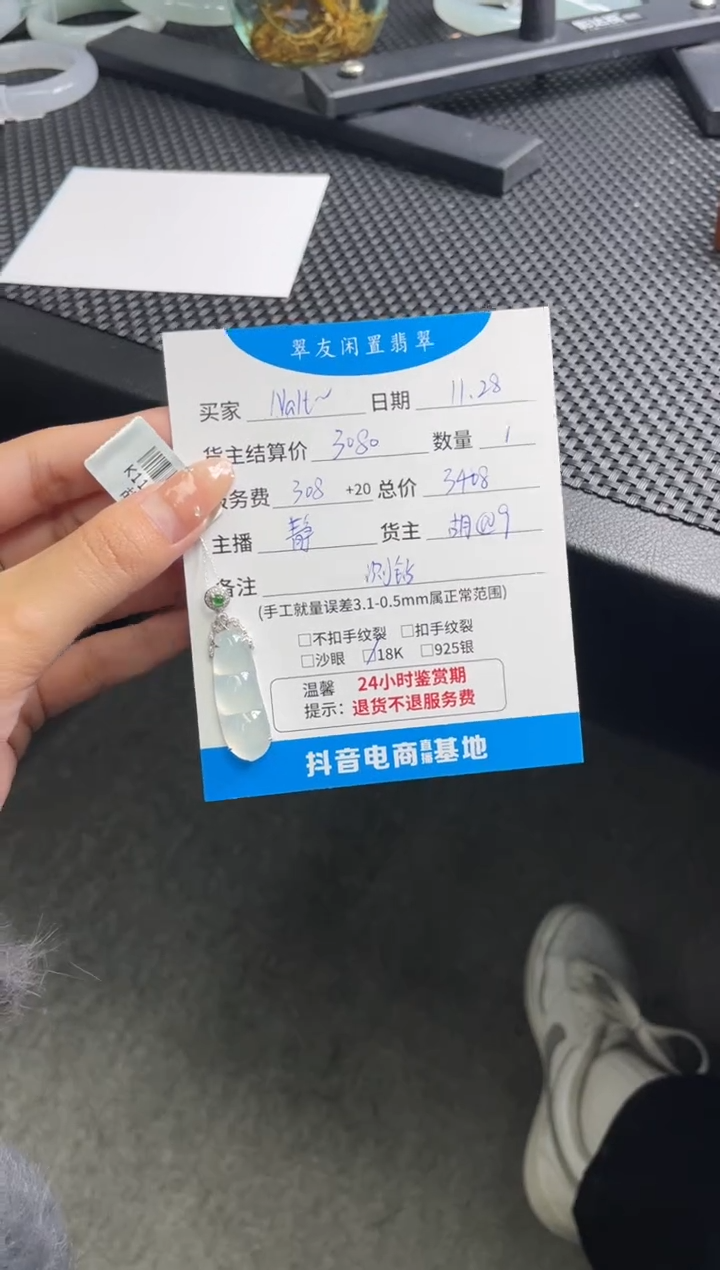 翠友闲置翡翠
买家 Nalt~ 日期 11.28
货主结算价 3080 数量 1
务费 308 +20 总价 3408
主播 静 货主 胡@9
备注 测钻
(手工就量误差3.1-0.5mm属正常范围)
□不扣手纹裂 □扣手纹裂
□沙眼 □18K □925银
温馨 24小时鉴赏期
提示：退货不退服务费
抖音电商直播基地
K11